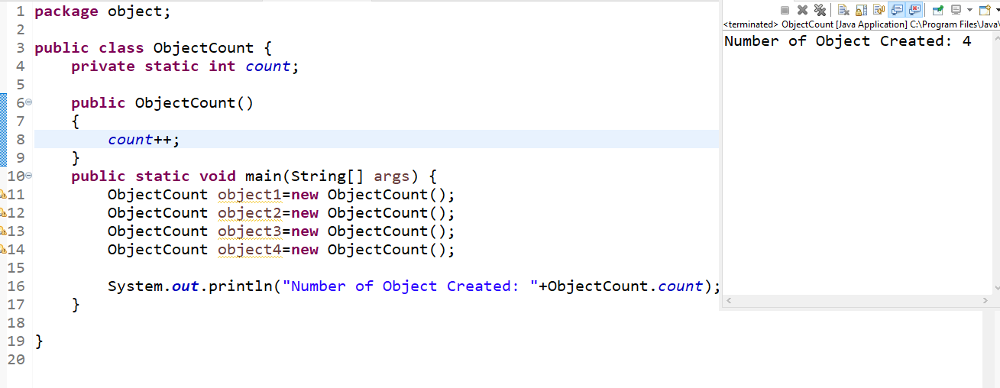 1 package object;
2
3 public class ObjectCount {
4     private static int count;
5
6     public ObjectCount()
7     {
8         count++;
9     }
10     public static void main(String[] args) {
11         ObjectCount object1=new ObjectCount();
12         ObjectCount object2=new ObjectCount();
13         ObjectCount object3=new ObjectCount();
14         ObjectCount object4=new ObjectCount();
15
16         System.out.println("Number of Object Created: "+ObjectCount.count);
17     }
18
19 }
20
<terminated> ObjectCount [Java Application] C:\Program Files\Java\
Number of Object Created: 4